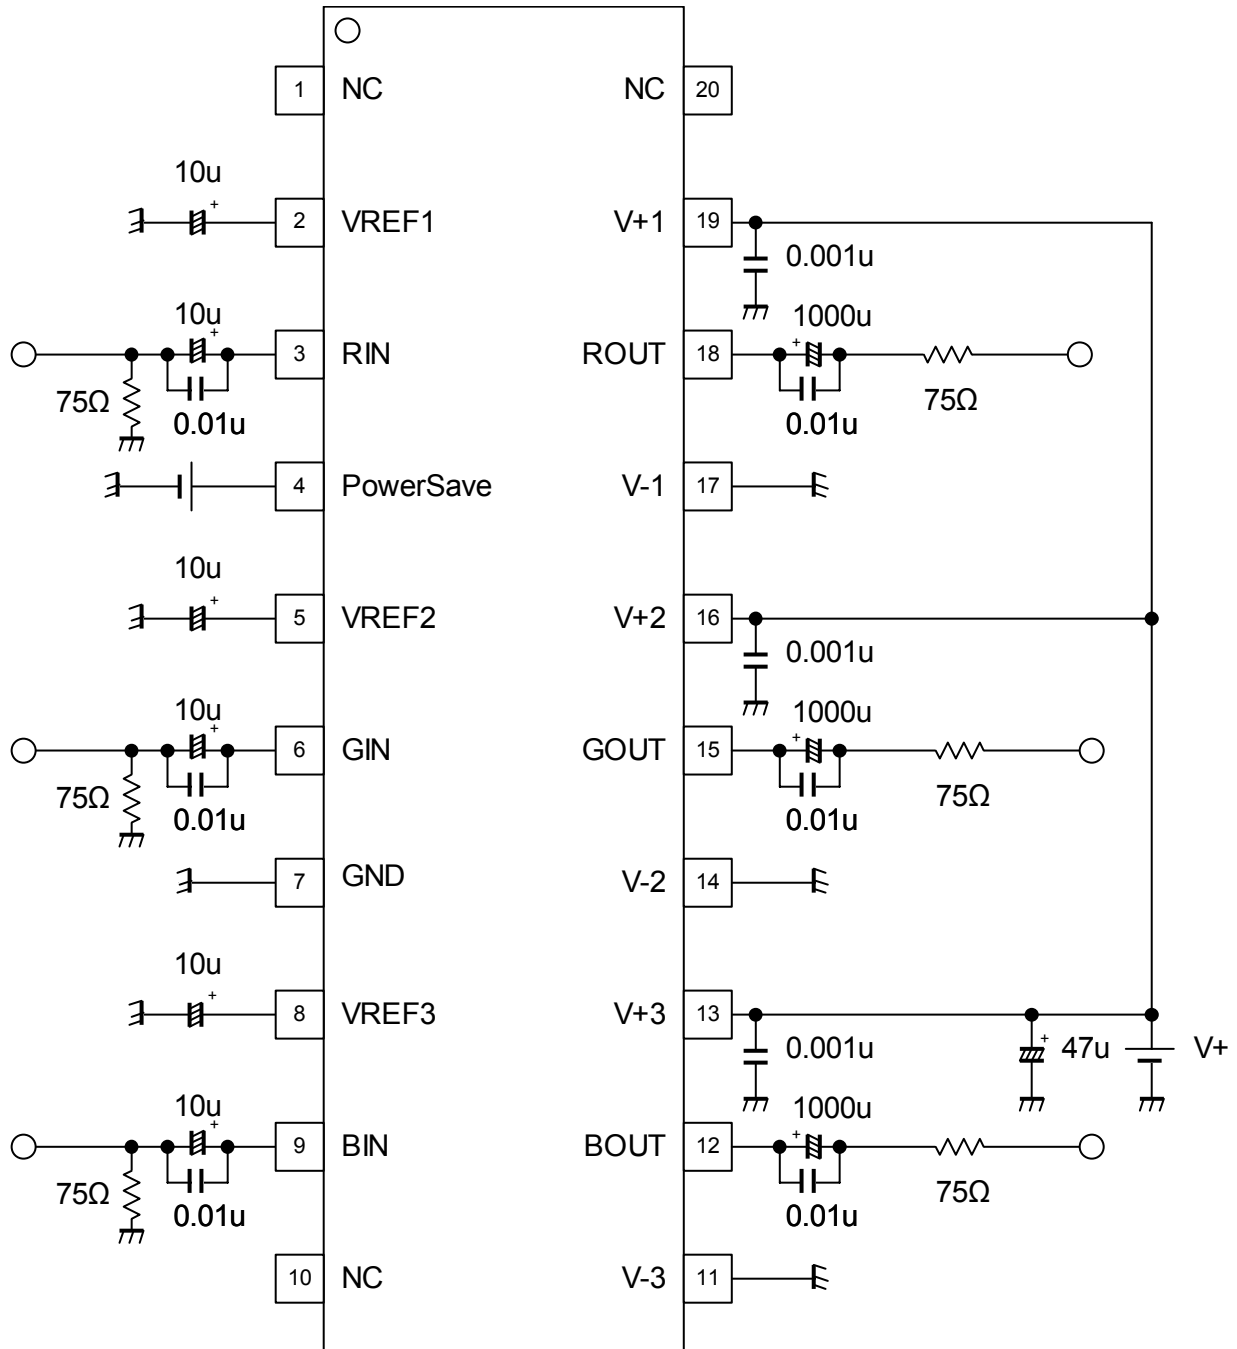 1 NC NC 20
10u
2 VREF1 V+1 19
0.001u
10u 1000u
+
+
+
3 RIN ROUT 18
75Ω 0.01u 0.01u 75Ω
4 PowerSave V-1 17
10u
+
5 VREF2 V+2 16
0.001u
10u 1000u
+
+
6 GIN GOUT 15
75Ω 0.01u 0.01u 75Ω
7 GND V-2 14
10u
+
8 VREF3 V+3 13
0.001u + 47u V+
10u 1000u
+
+
9 BIN BOUT 12
75Ω 0.01u 0.01u 75Ω
10 NC V-3 11